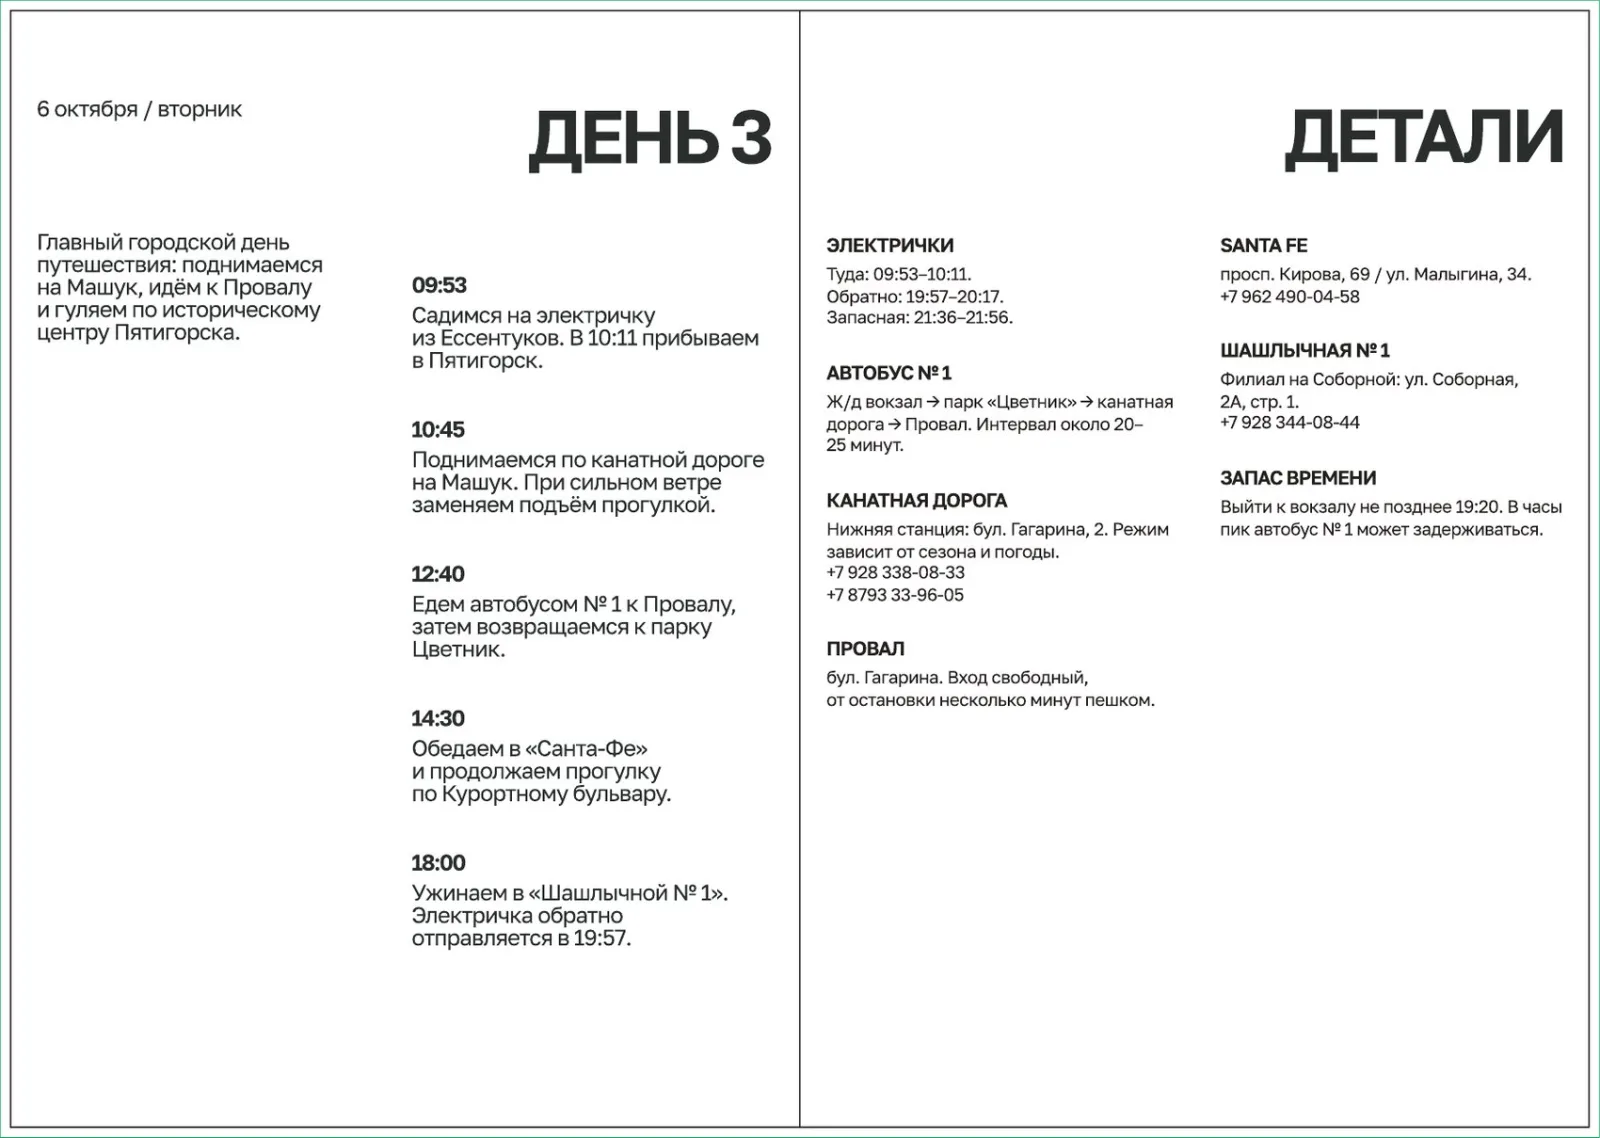 6 октября / вторник
ДЕНЬ 3
Главный городской день
путешествия: поднимаемся
на Машук, идём к Провалу
и гуляем по историческому
центру Пятигорска.
09:53
Садимся на электричку
из Ессентуков. В 10:11 прибываем
в Пятигорск.
10:45
Поднимаемся по канатной дороге
на Машук. При сильном ветре
заменяем подъём прогулкой.
12:40
Едем автобусом № 1 к Провалу,
затем возвращаемся к парку
Цветник.
14:30
Обедаем в «Санта-Фе»
и продолжаем прогулку
по Курортному бульвару.
18:00
Ужинаем в «Шашлычной № 1».
Электричка обратно
отправляется в 19:57.
ДЕТАЛИ
ЭЛЕКТРИЧКИ
Туда: 09:53–10:11.
Обратно: 19:57–20:17.
Запасная: 21:36–21:56.
АВТОБУС № 1
Ж/д вокзал → парк «Цветник» → канатная
дорога → Провал. Интервал около 20–
25 минут.
КАНАТНАЯ ДОРОГА
Нижняя станция: бул. Гагарина, 2. Режим
зависит от сезона и погоды.
+7 928 338-08-33
+7 8793 33-96-05
ПРОВАЛ
бул. Гагарина. Вход свободный,
от остановки несколько минут пешком.
SANTA FE
просп. Кирова, 69 / ул. Малыгина, 34.
+7 962 490-04-58
ШАШЛЫЧНАЯ № 1
Филиал на Соборной: ул. Соборная,
2А, стр. 1.
+7 928 344-08-44
ЗАПАС ВРЕМЕНИ
Выйти к вокзалу не позднее 19:20. В часы
пик автобус № 1 может задерживаться.